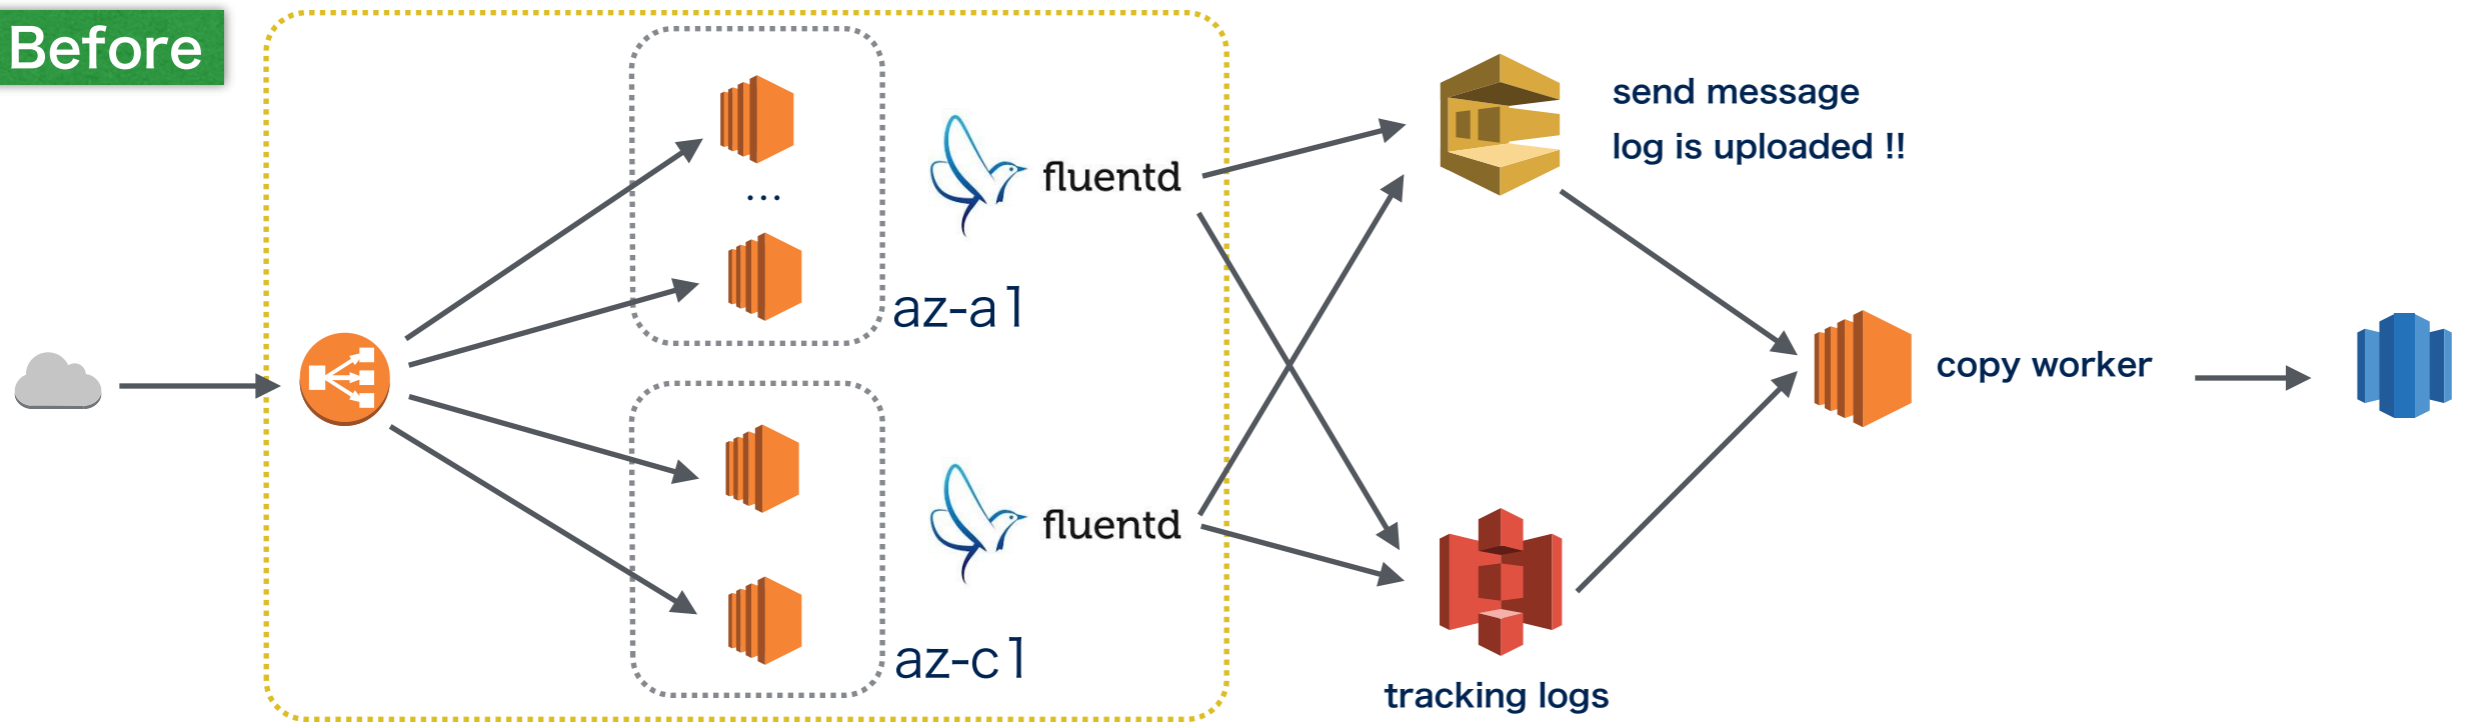 Before
...
fluentd
az-a1
fluentd
az-c1
send message
log is uploaded !!
tracking logs
copy worker